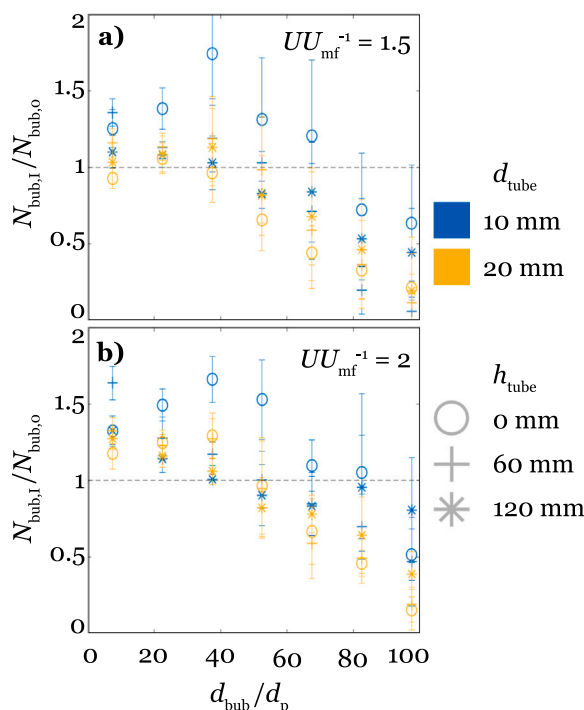 a)
UU_mf^-1 = 1.5
2
1.5
1
0.5
0
N_bub,I/N_bub,o
b)
UU_mf^-1 = 2
2
1.5
1
0.5
0
N_bub,I/N_bub,o
0 20 40 60 80 100
d_bub/d_p
d_tube
10 mm
20 mm
h_tube
0 mm
60 mm
120 mm